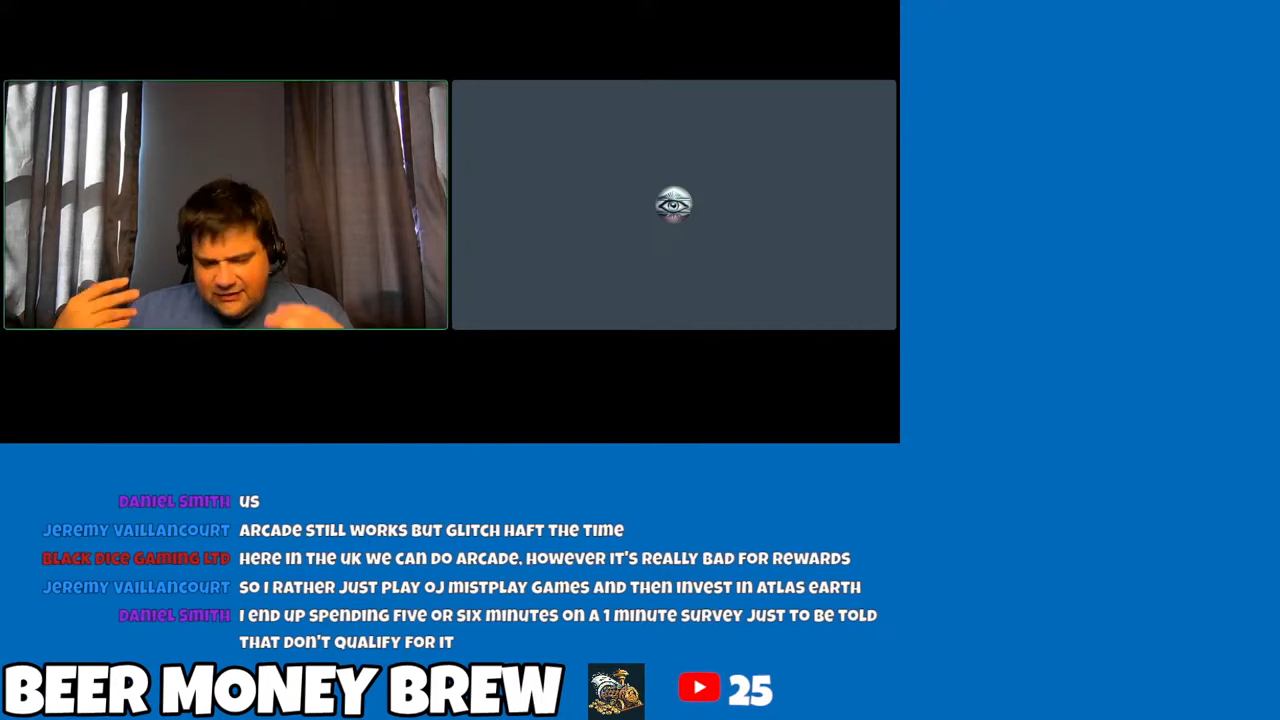 DANIEL SMITH US
JEREMY VAILLANCOURT ARCADE STILL WORKS BUT GLITCH HAFT THE TIME
BLACK DICE GAMING LTD HERE IN THE UK WE CAN DO ARCADE, HOWEVER IT'S REALLY BAD FOR REWARDS
JEREMY VAILLANCOURT SO I RATHER JUST PLAY OJ MISTPLAY GAMES AND THEN INVEST IN ATLAS EARTH
DANIEL SMITH I END UP SPENDING FIVE OR SIX MINUTES ON A 1 MINUTE SURVEY JUST TO BE TOLD
THAT DON'T QUALIFY FOR IT
BEER MONEY BREW 25